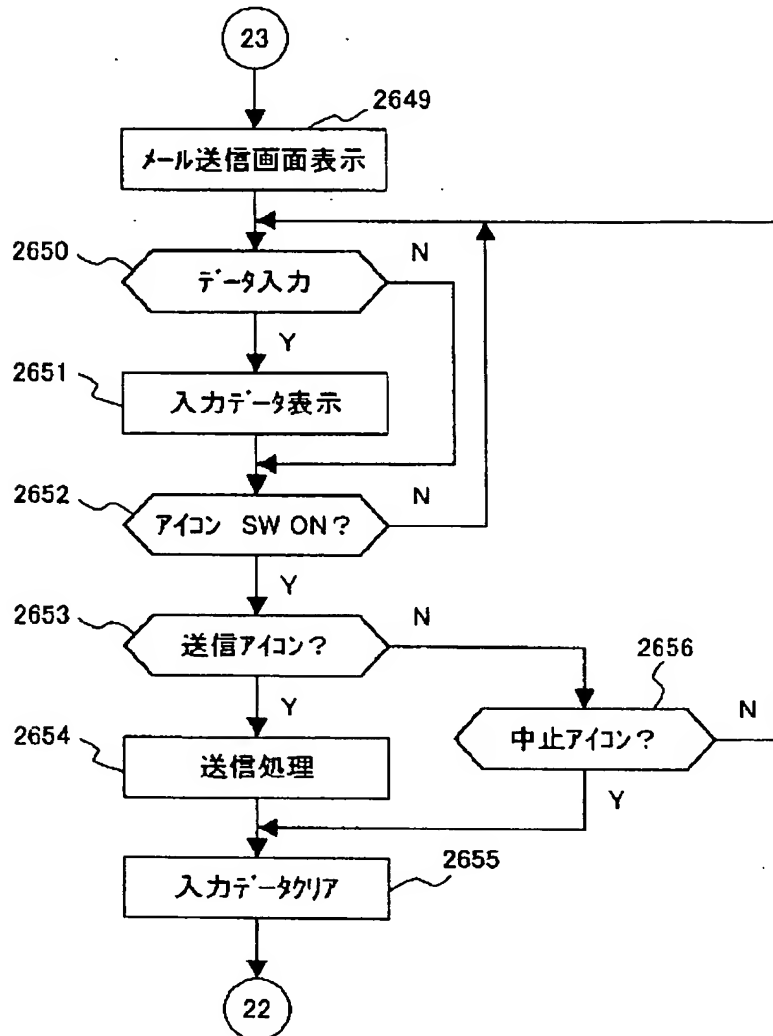 23
2649
メール送信画面表示
2650
データ入力
N
Y
2651
入力データ表示
2652
アイコン SW ON?
N
Y
2653
送信アイコン?
N
2656
Y
中止アイコン?
N
2654
送信処理
Y
2655
入力データクリア
22